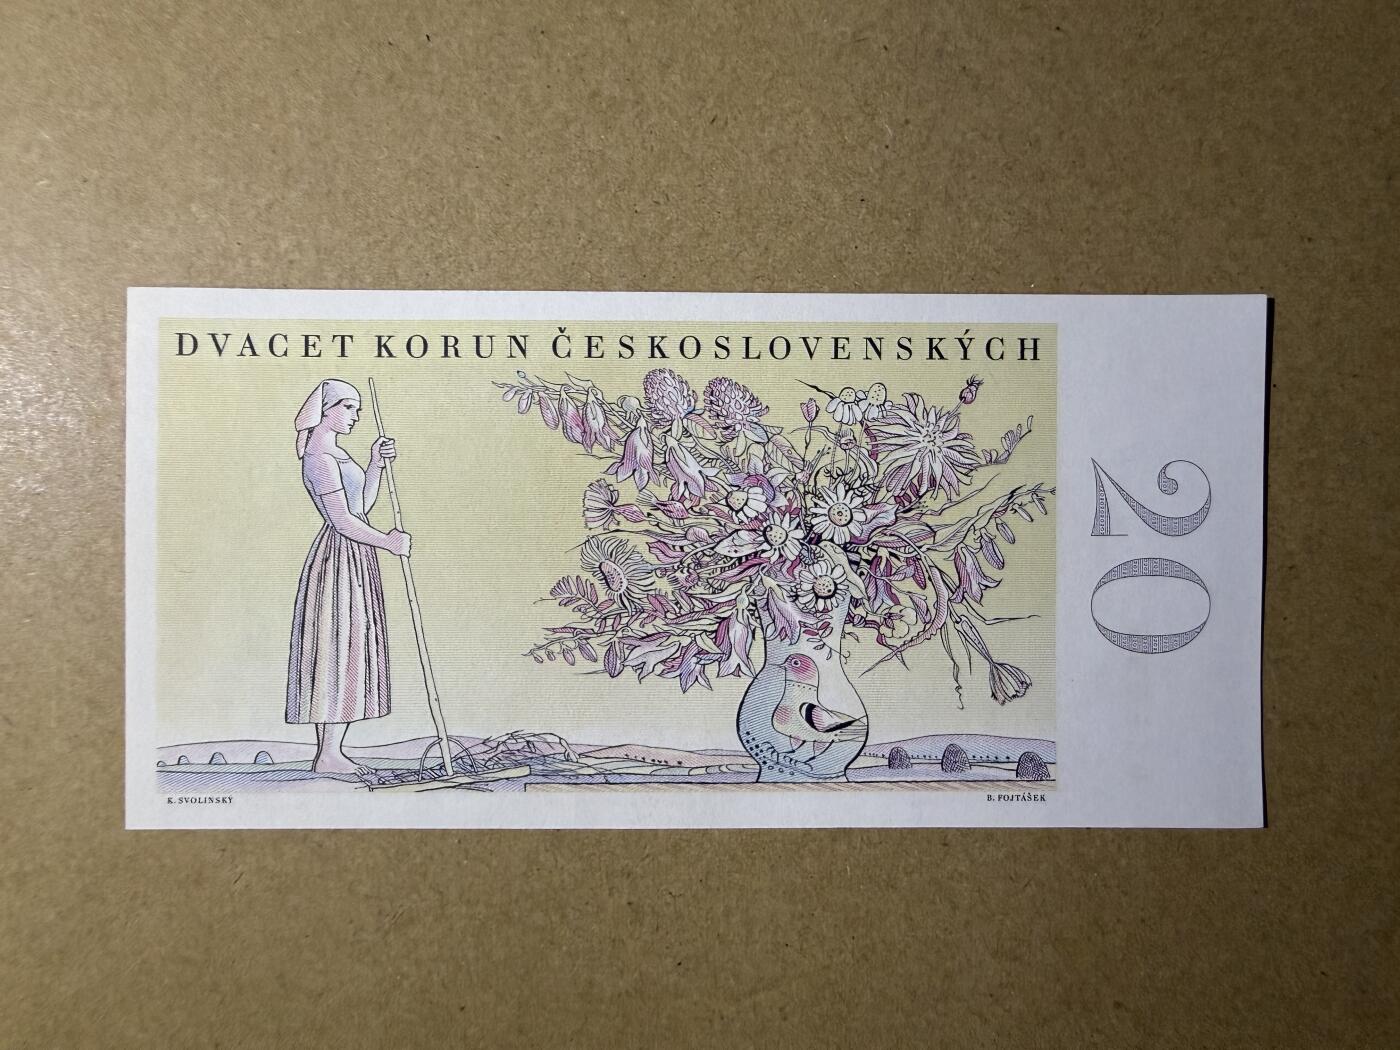 DVACET KORUN ČESKOSLOVENSKÝCH
20
K. SVOLINSKÝ
B. FOJTÁŠEK